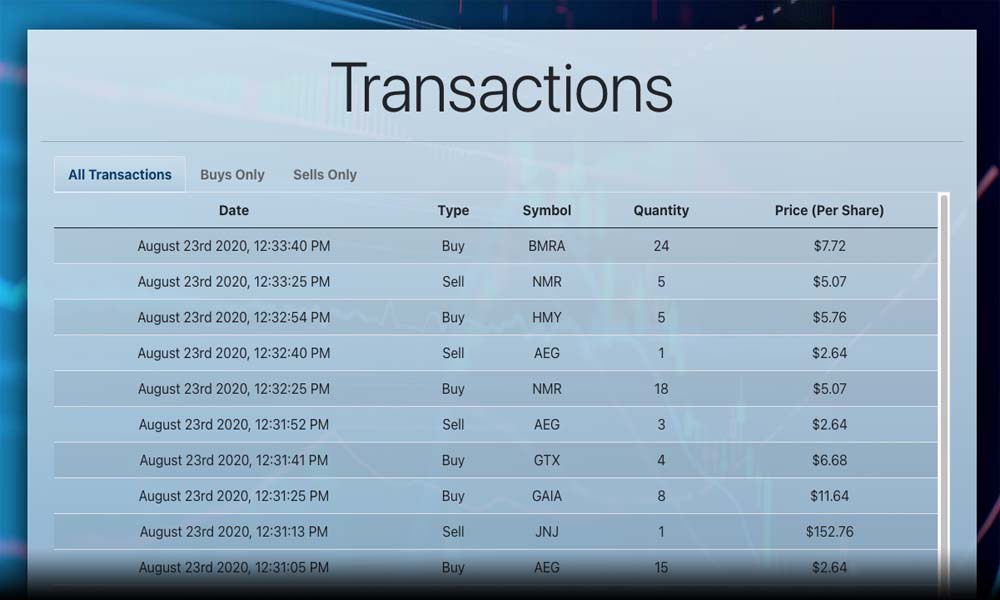 Transactions
All Transactions Buys Only Sells Only
Date Type Symbol Quantity Price (Per Share)
August 23rd 2020, 12:33:40 PM Buy BMRA 24 $7.72
August 23rd 2020, 12:33:25 PM Sell NMR 5 $5.07
August 23rd 2020, 12:32:54 PM Buy HMY 5 $5.76
August 23rd 2020, 12:32:40 PM Sell AEG 1 $2.64
August 23rd 2020, 12:32:25 PM Buy NMR 18 $5.07
August 23rd 2020, 12:31:52 PM Sell AEG 3 $2.64
August 23rd 2020, 12:31:41 PM Buy GTX 4 $6.68
August 23rd 2020, 12:31:25 PM Buy GAIA 8 $11.64
August 23rd 2020, 12:31:13 PM Sell JNJ 1 $152.76
August 23rd 2020, 12:31:05 PM Buy AEG 15 $2.64